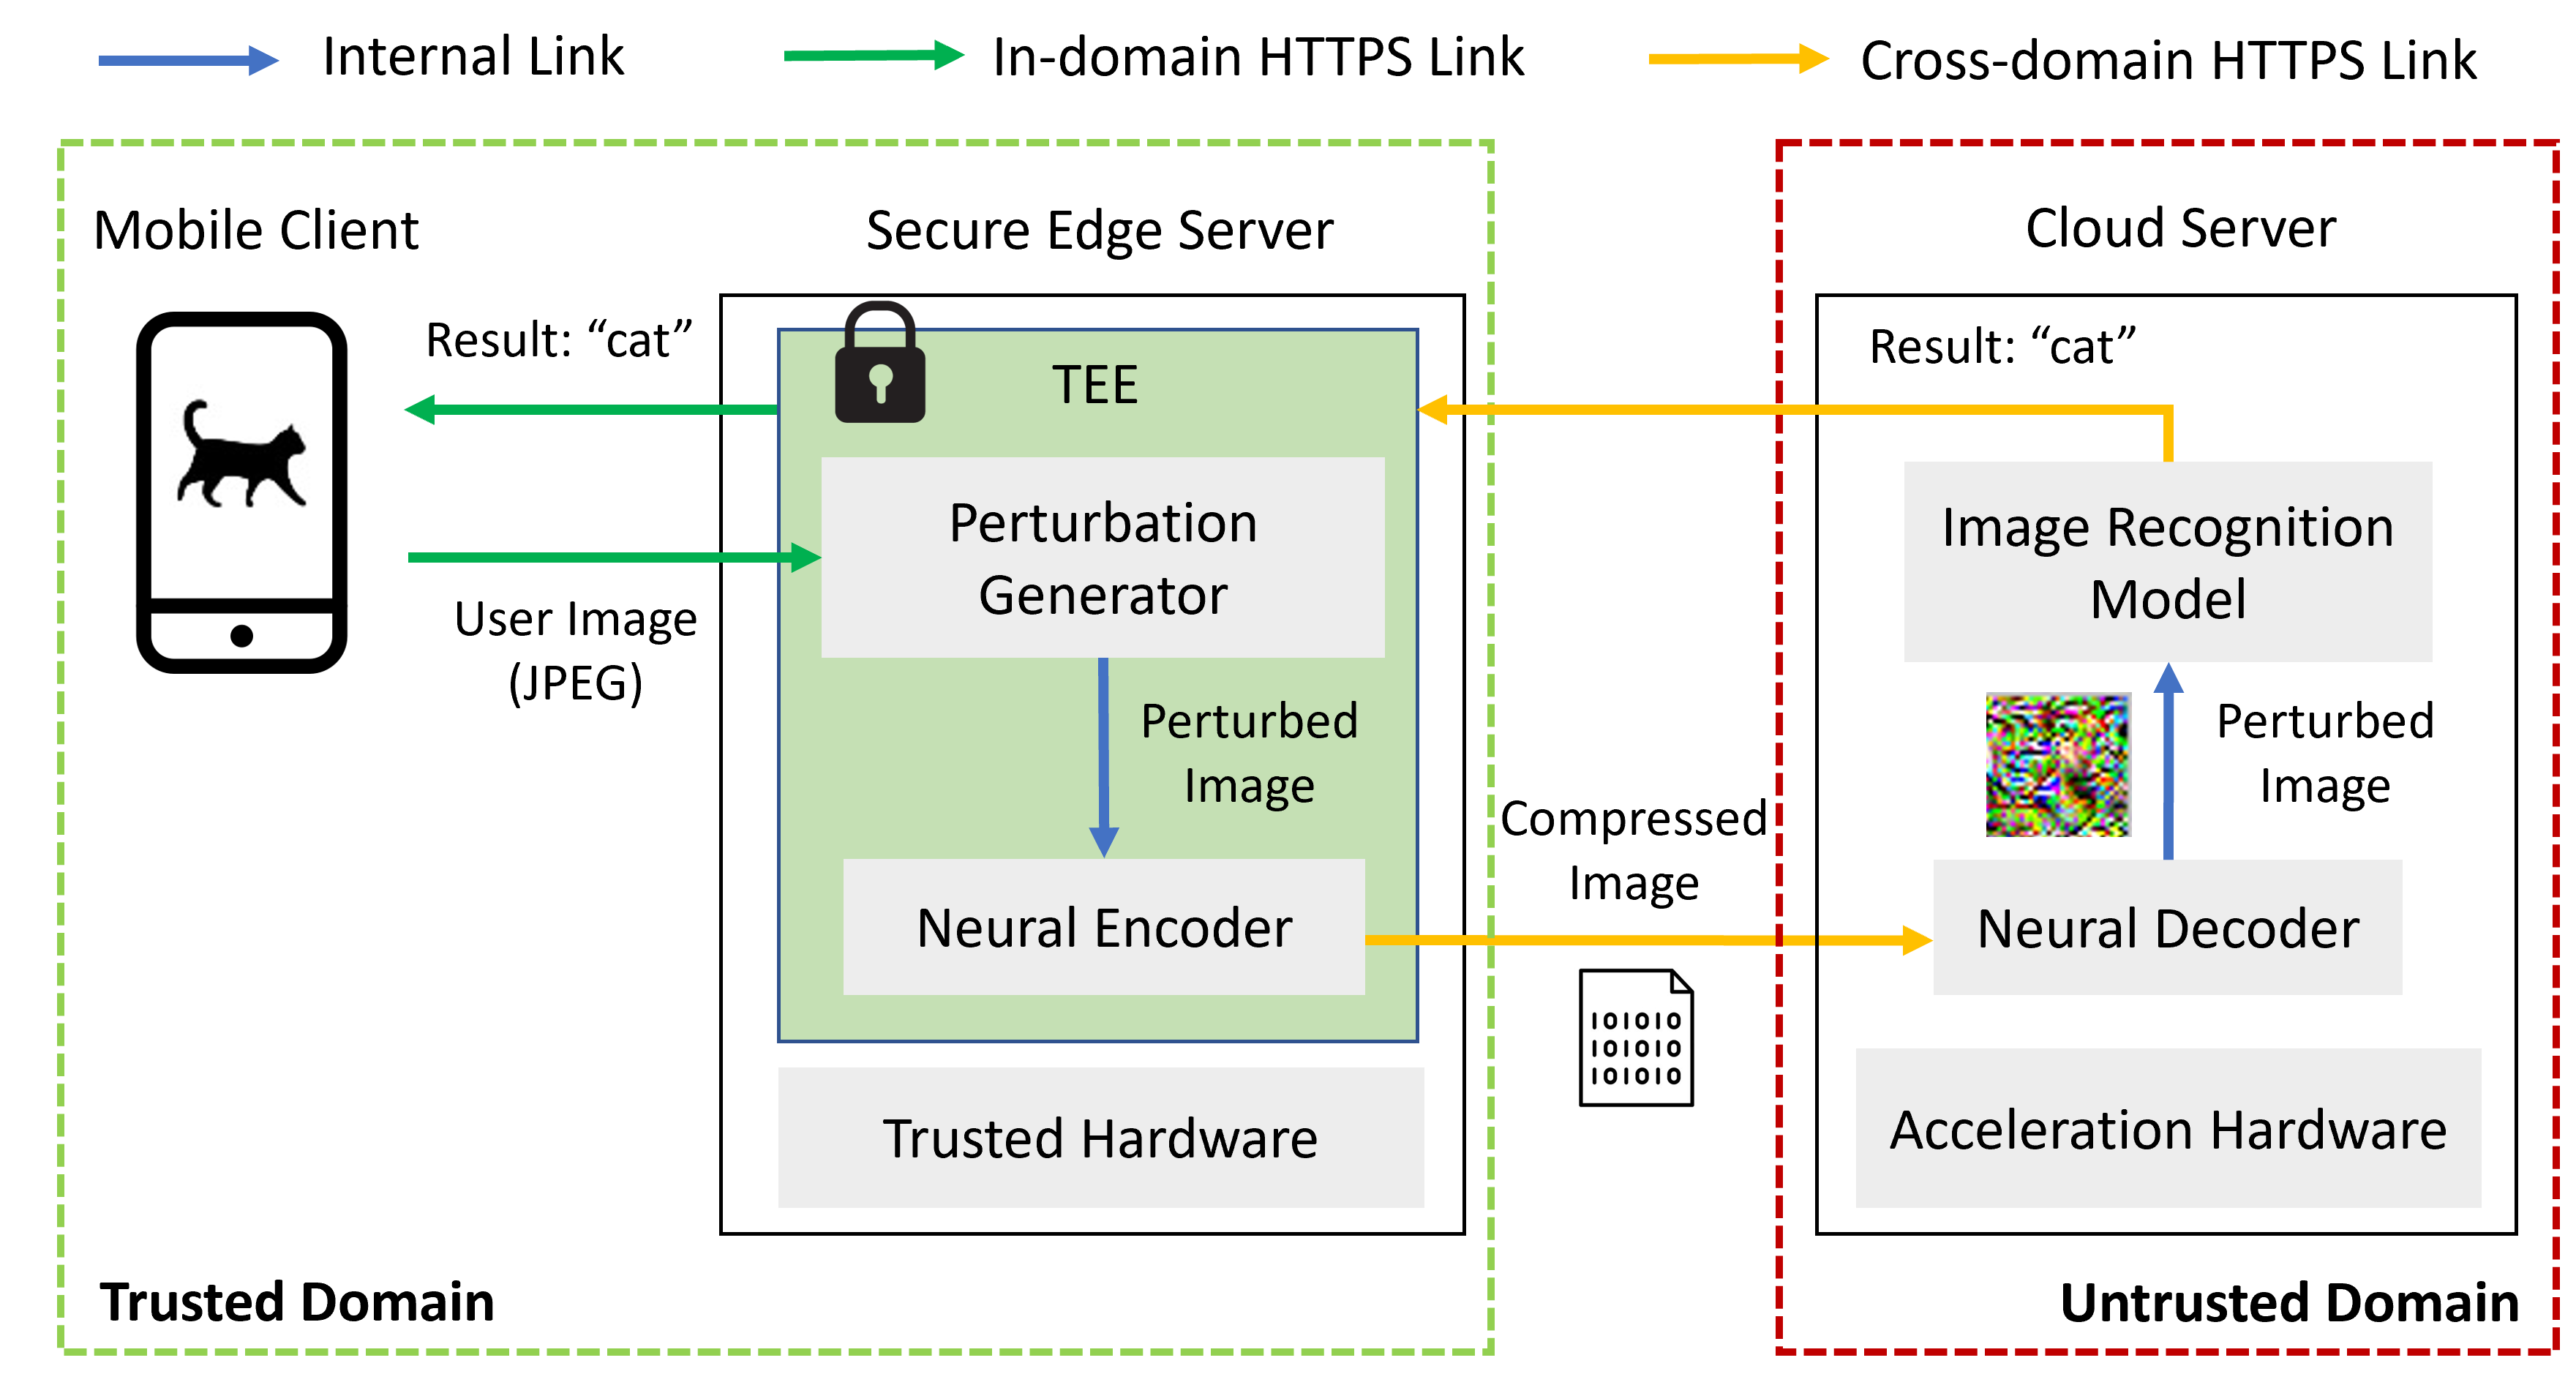 Internal Link
In-domain HTTPS Link
Cross-domain HTTPS Link
Mobile Client
Secure Edge Server
Cloud Server
Result: “cat”
TEE
Result: “cat”
Perturbation
Generator
Image Recognition
Model
User Image
(JPEG)
Perturbed
Image
Perturbed
Image
Compressed
Image
Neural Encoder
Neural Decoder
101010
101010
101010
Trusted Hardware
Acceleration Hardware
Trusted Domain
Untrusted Domain